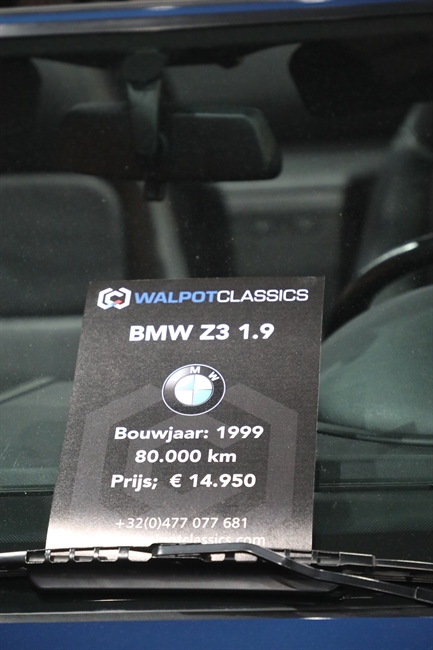 WALPOTCLASSICS
BMW Z3 1.9
BMW
Bouwjaar: 1999
80.000 km
Prijs; € 14.950
+32(0)477 077 681